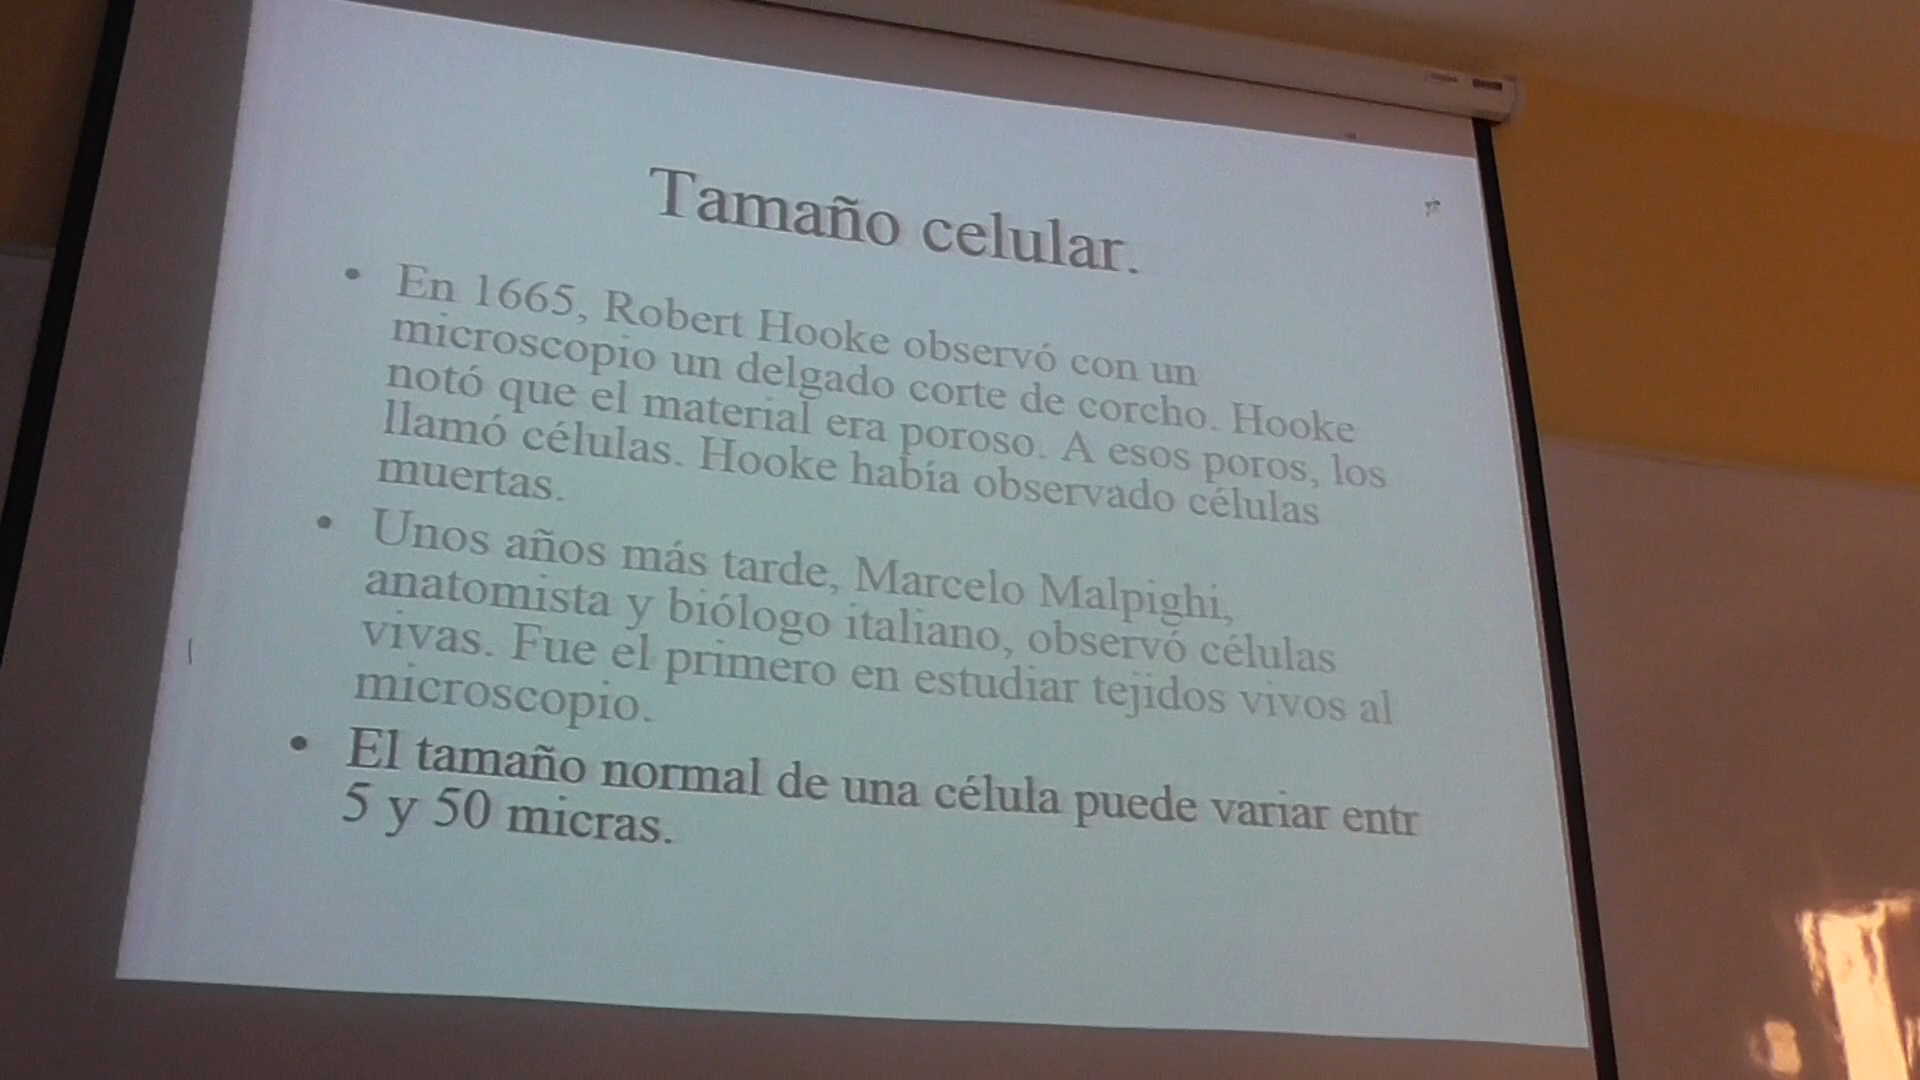 Tamaño celular.
• En 1665, Robert Hooke observó con un
microscopio un delgado corte de corcho. Hooke
notó que el material era poroso. A esos poros, los
llamó células. Hooke había observado células
muertas.
• Unos años más tarde, Marcelo Malpighi,
anatomista y biólogo italiano, observó células
vivas. Fue el primero en estudiar tejidos vivos al
microscopio.
• El tamaño normal de una célula puede variar entr
5 y 50 micras.